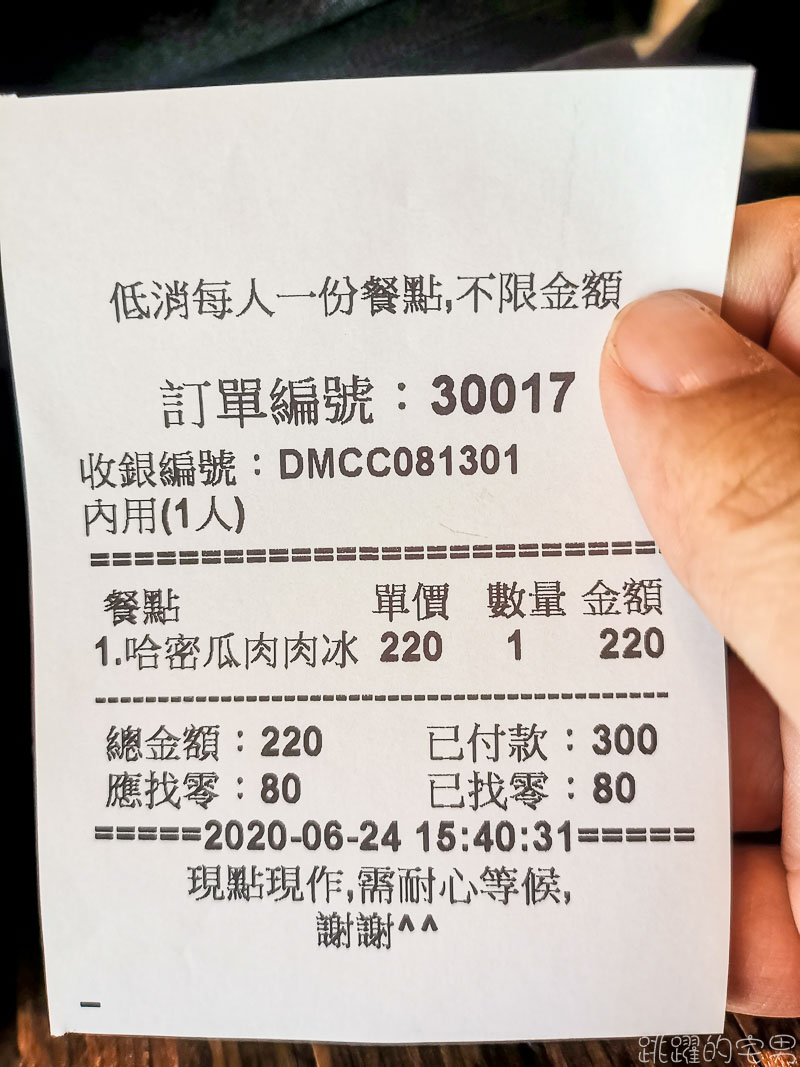 低消每人一份餐點,不限金額
訂單編號：30017
收銀編號：DMCC081301
內用(1人)
==============================
餐點 單價 數量 金額
1.哈密瓜肉肉冰 220 1 220
------------------------------------------------
總金額：220 已付款：300
應找零：80 已找零：80
=====2020-06-24 15:40:31=====
現點現作,需耐心等候,
謝謝^^
_
跳躍的宅男